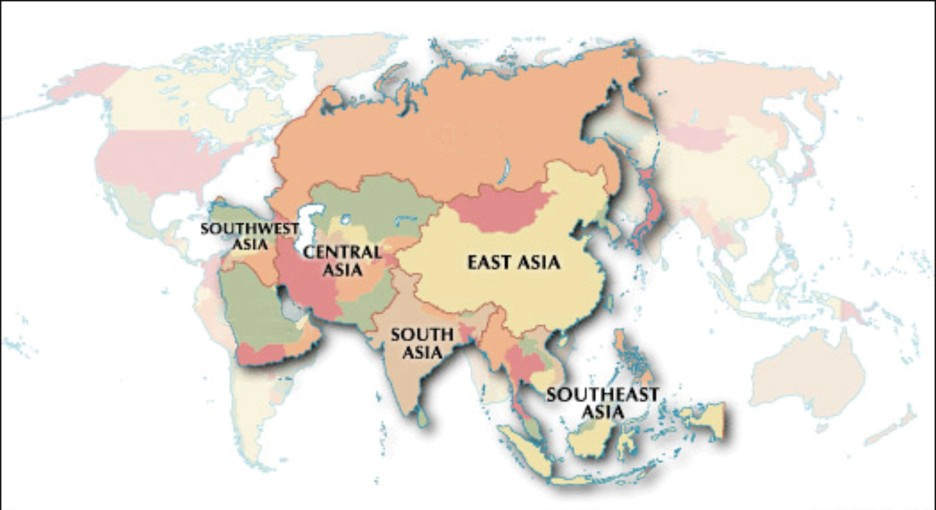 SOUTHWEST
ASIA
CENTRAL
ASIA
EAST ASIA
SOUTH
ASIA
SOUTHEAST
ASIA